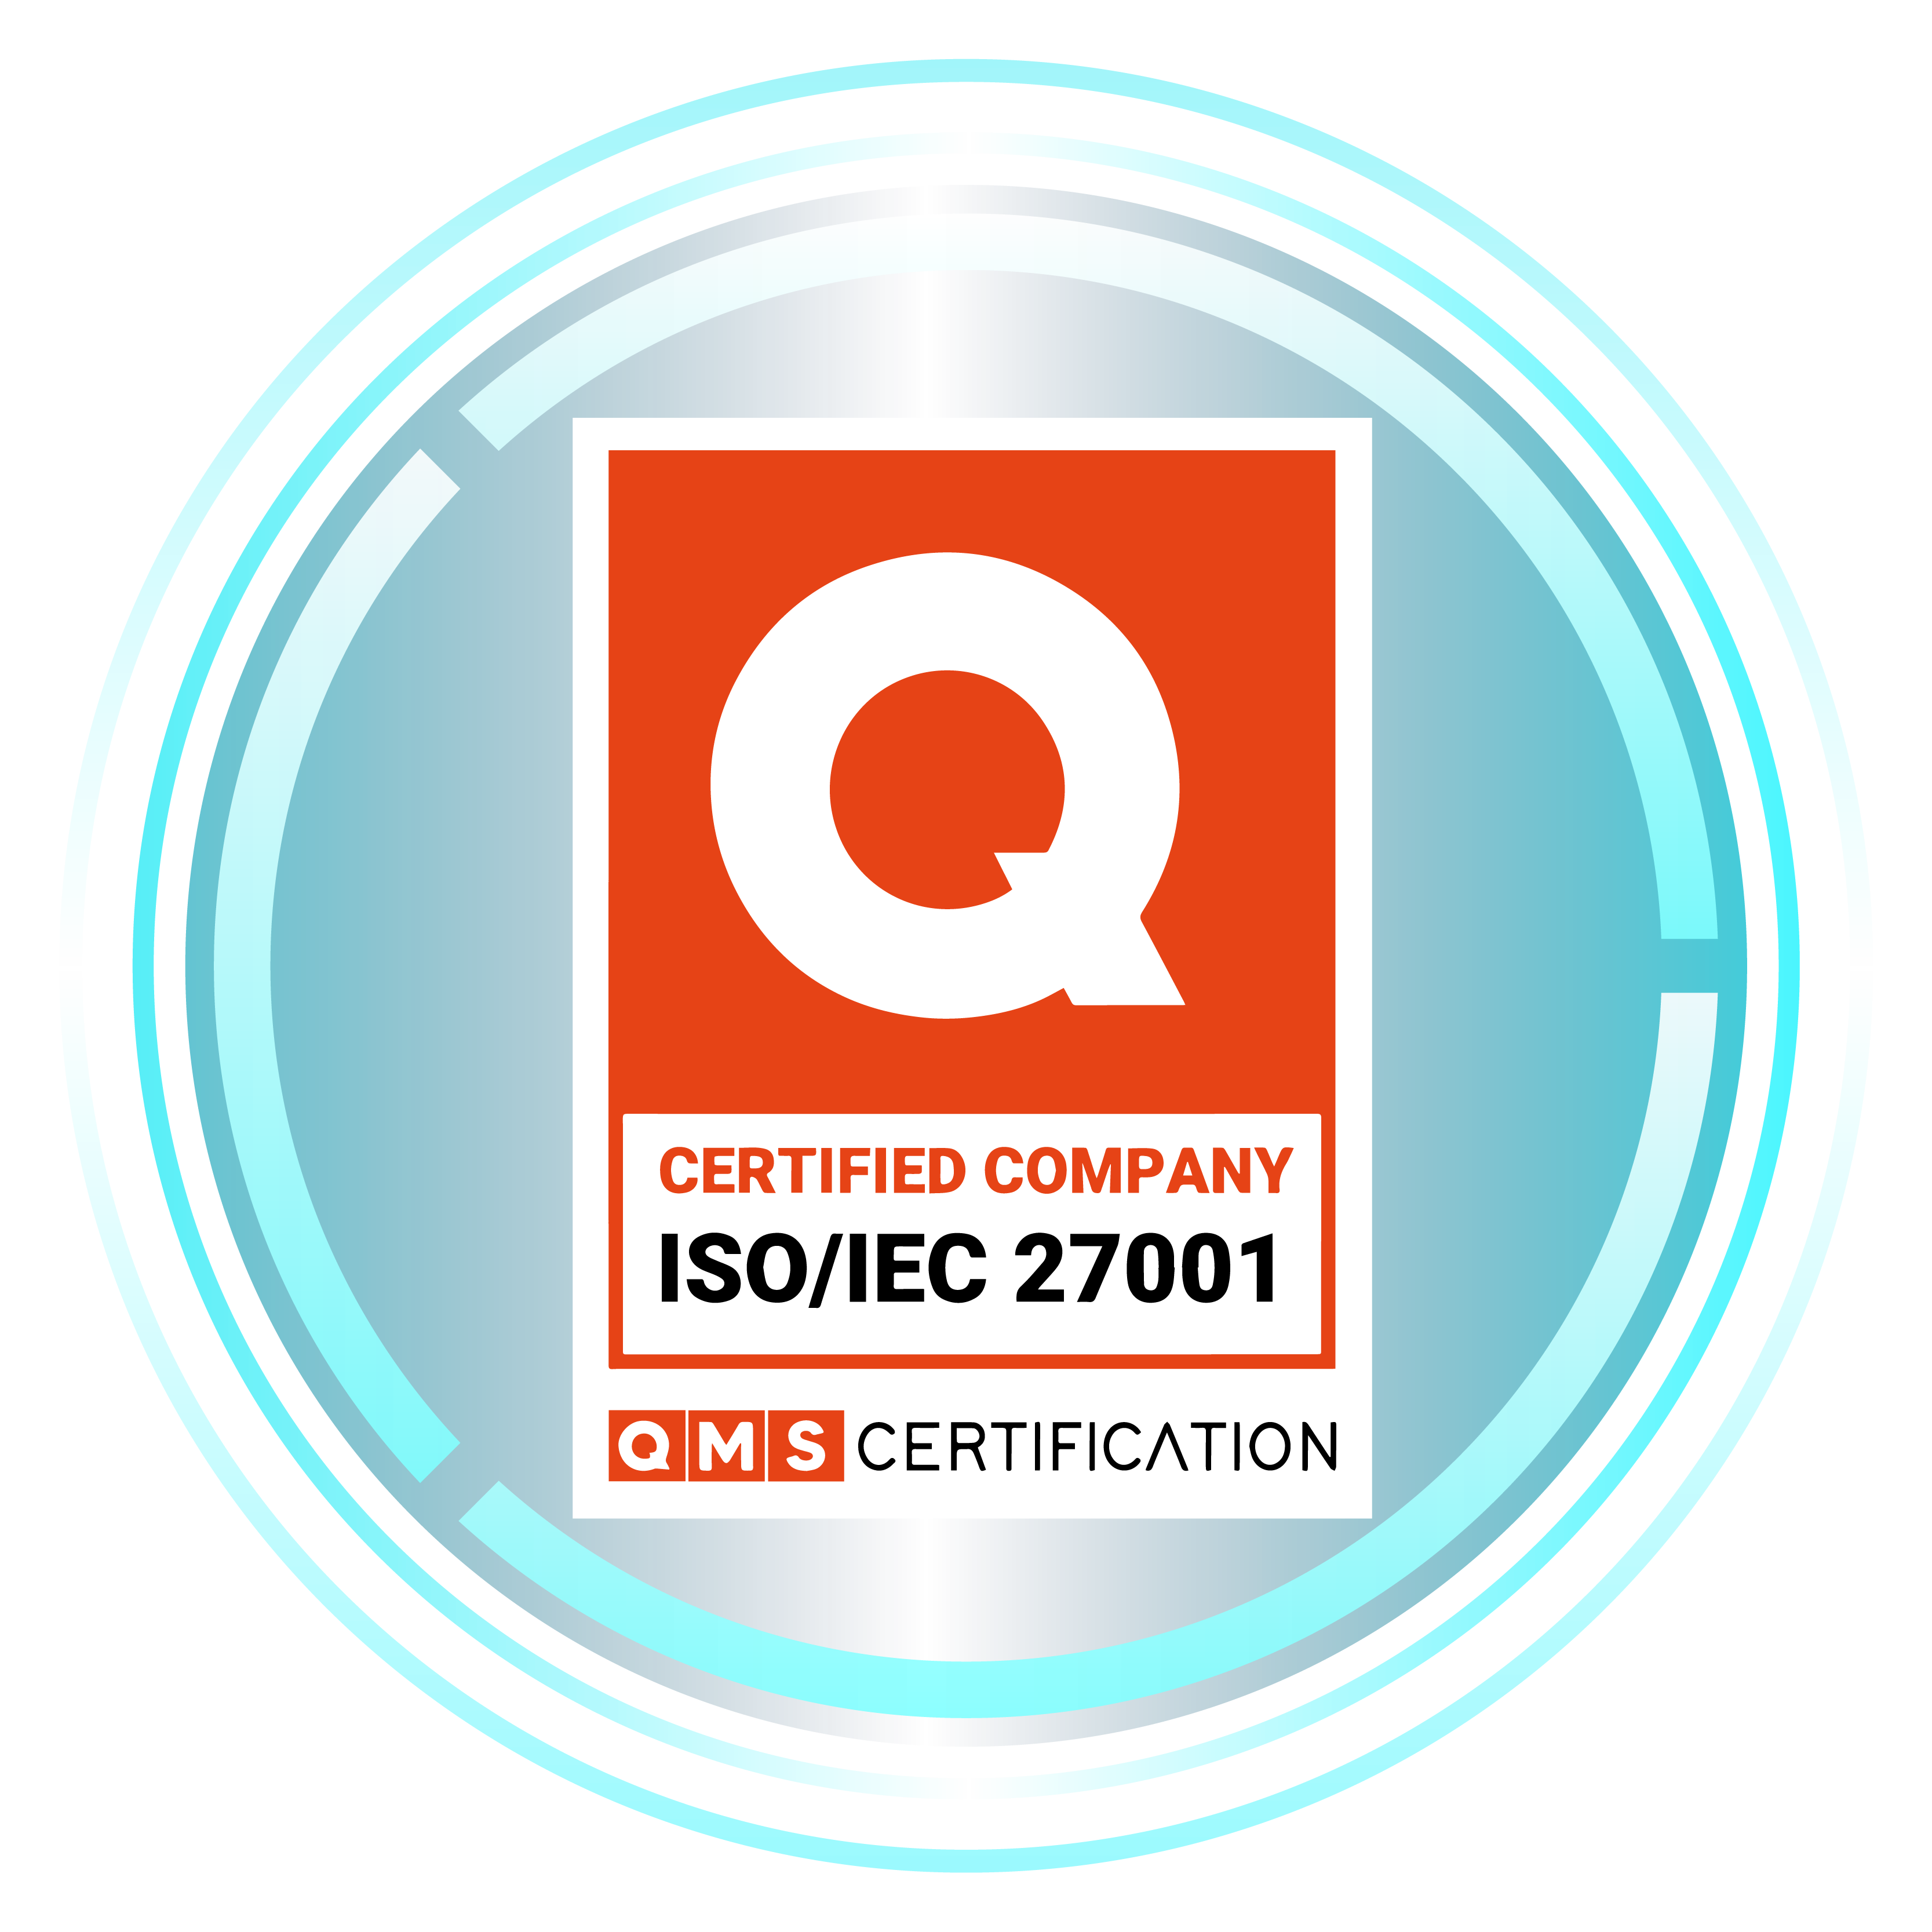 Q
CERTIFIED COMPANY
ISO/IEC 27001
QMS CERTIFICATION